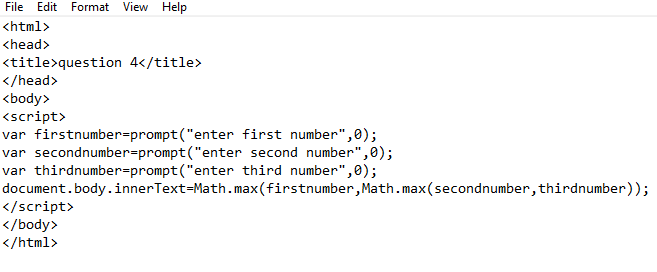 File Edit Format View Help
<html>
<head>
<title>question 4</title>
</head>
<body>
<script>
var firstnumber=prompt("enter first number",0);
var secondnumber=prompt("enter second number",0);
var thirdnumber=prompt("enter third number",0);
document.body.innerText=Math.max(firstnumber,Math.max(secondnumber,thirdnumber));
</script>
</body>
</html>